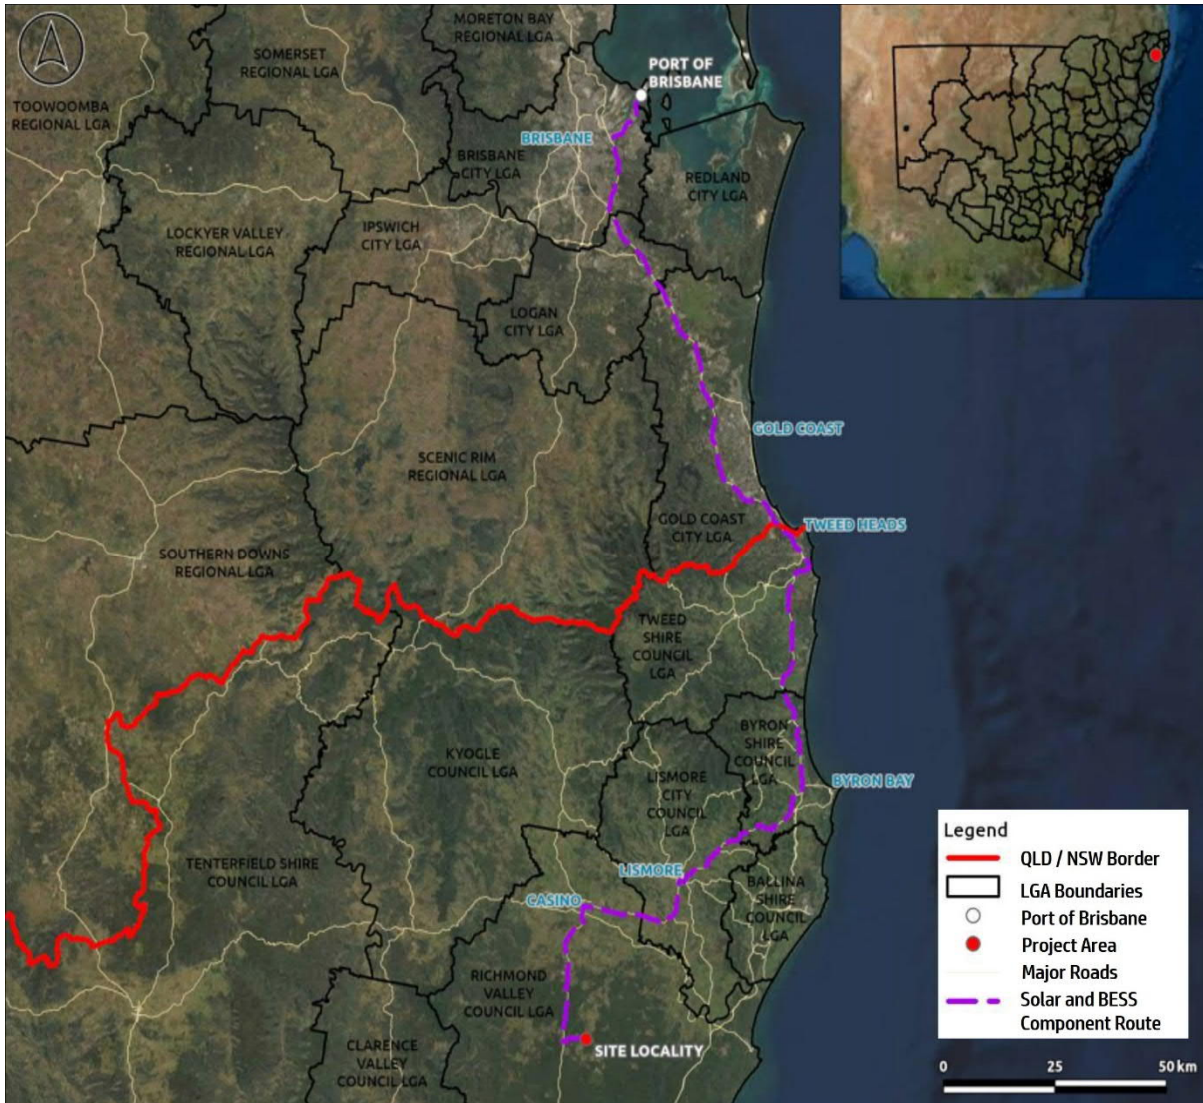 MORETON BAY
REGIONAL LGA
SOMERSET
REGIONAL LGA
PORT OF
BRISBANE
TOOWOOMBA
REGIONAL LGA
BRISBANE
BRISBANE
CITY LGA
REDLAND
CITY LGA
LOCKYER VALLEY
REGIONAL LGA
IPSWICH
CITY LGA
LOGAN
CITY LGA
GOLD COAST
SCENIC RIM
REGIONAL LGA
GOLD COAST
CITY LGA
TWEED HEADS
SOUTHERN DOWNS
REGIONAL LGA
TWEED
SHIRE
COUNCIL
LGA
KYOGLE
COUNCIL LGA
BYRON
SHIRE
COUNCIL
LGA
LISMORE
CITY
COUNCIL
LGA
BYRON BAY
TENTERFIELD SHIRE
COUNCIL LGA
LISMORE
BALLINA
SHIRE
COUNCIL
LGA
CASINO
RICHMOND
VALLEY
COUNCIL LGA
SITE LOCALITY
CLARENCE
VALLEY
COUNCIL LGA
Legend
QLD / NSW Border
LGA Boundaries
Port of Brisbane
Project Area
Major Roads
Solar and BESS
Component Route
0 25 50 km